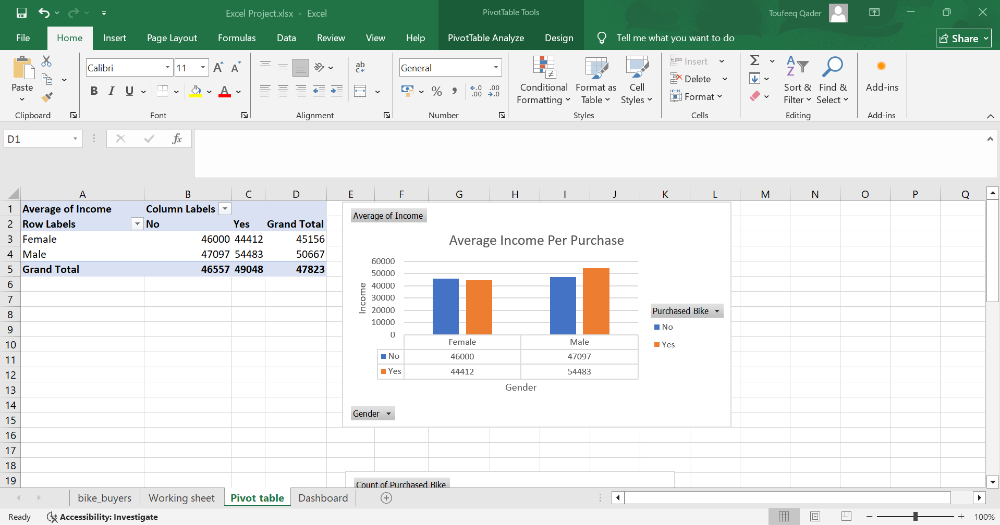 Excel Project.xlsx - Excel
PivotTable Tools
Toufeeq Qader
File Home Insert Page Layout Formulas Data Review View Help PivotTable Analyze Design Tell me what you want to do Share
Calibri 11
ab
General
Insert
Delete
Format
Paste
B I U A
% ,
Conditional Formatting
Format as Table
Cell Styles
Sort & Filter
Find & Select
Add-ins
Clipboard Font Alignment Number Styles Cells Editing Add-ins
D1 fx
A B C D E F G H I J K L M N O P Q
1 Average of Income Column Labels
2 Row Labels No Yes Grand Total
3 Female 46000 44412 45156
4 Male 47097 54483 50667
5 Grand Total 46557 49048 47823
6
7
8
9
10
11
12
13
14
15
16
17
18
19
Average of Income
Average Income Per Purchase
60000
50000
40000
30000
20000
10000
0
Income
Female Male
No 46000 47097
Yes 44412 54483
Gender
Purchased Bike
No
Yes
Gender
Count of Purchased Bike
bike_buyers Working sheet Pivot table Dashboard
Ready Accessibility: Investigate 100%